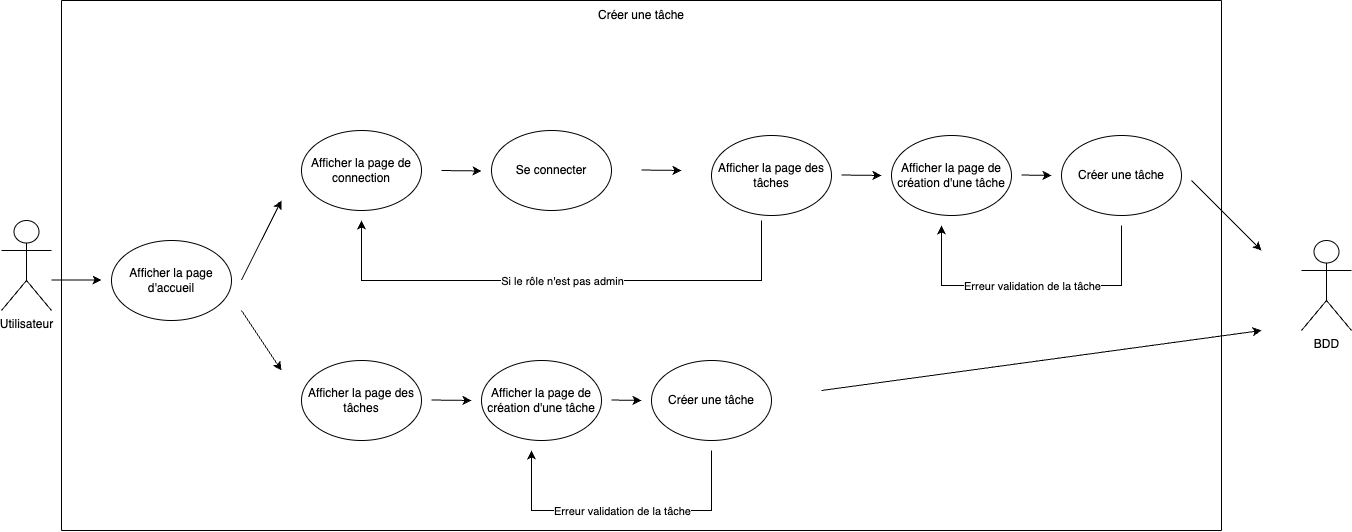 Créer une tâche
Afficher la page de
connection
Se connecter
Afficher la page des
tâches
Afficher la page de
création d'une tâche
Créer une tâche
Si le rôle n'est pas admin
Erreur validation de la tâche
Afficher la page
d'accueil
Utilisateur
BDD
Afficher la page des
tâches
Afficher la page de
création d'une tâche
Créer une tâche
Erreur validation de la tâche